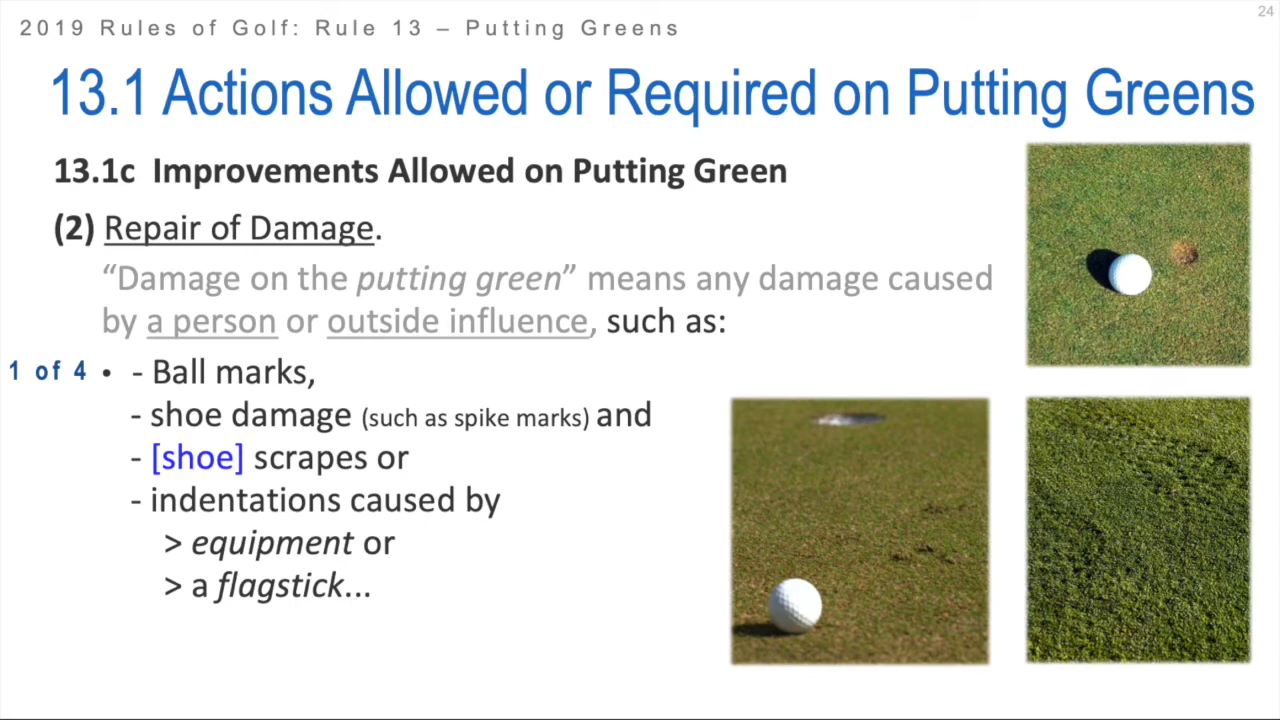 24
2019 Rules of Golf: Rule 13 – Putting Greens
13.1 Actions Allowed or Required on Putting Greens
13.1c Improvements Allowed on Putting Green
(2) Repair of Damage.
“Damage on the putting green” means any damage caused
by a person or outside influence, such as:
1 of 4 • - Ball marks,
- shoe damage (such as spike marks) and
- [shoe] scrapes or
- indentations caused by
> equipment or
> a flagstick...